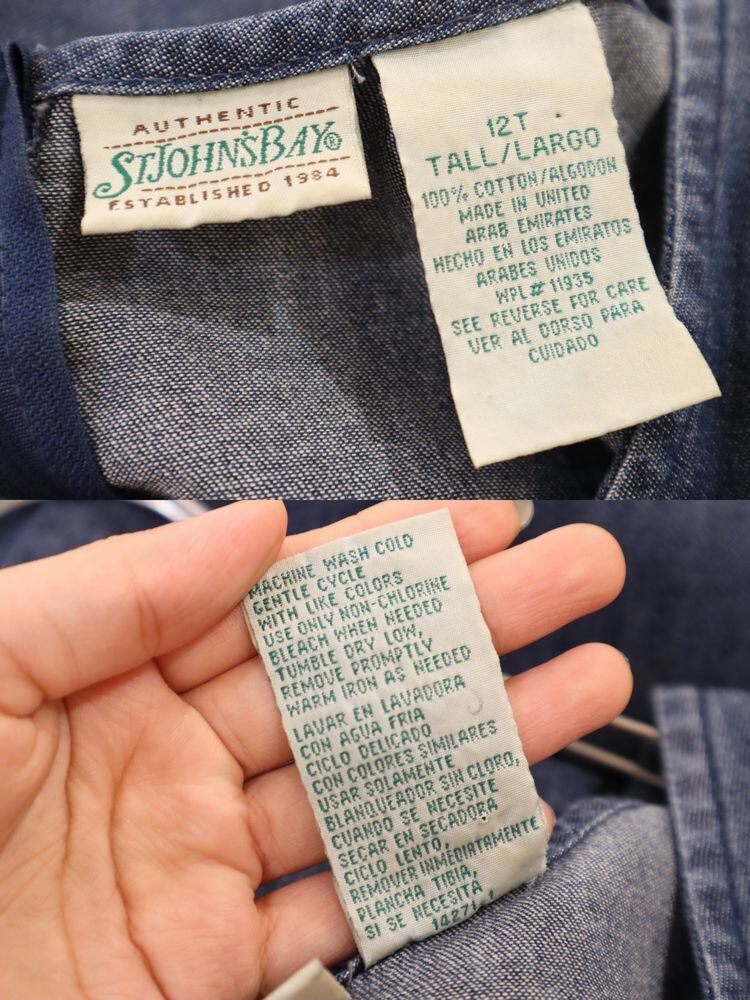 AUTHENTIC
ST JOHN'S BAY®
ESTABLISHED 1984
12T
TALL/LARGO
100% COTTON/ALGODON
MADE IN UNITED
ARAB EMIRATES
HECHO EN LOS EMIRATOS
ARABES UNIDOS
WPL# 11935
SEE REVERSE FOR CARE
VER AL DORSO PARA
CUIDADO
MACHINE WASH COLD
GENTLE CYCLE
WITH LIKE COLORS
USE ONLY NON-CHLORINE
BLEACH WHEN NEEDED
TUMBLE DRY LOW,
REMOVE PROMPTLY
WARM IRON AS NEEDED
LAVAR EN LAVADORA
CON AGUA FRIA
CICLO DELICADO
CON COLORES SIMILARES
USAR SOLAMENTE
BLANQUEADOR SIN CLORO,
CUANDO SE NECESITE
SECAR EN SECADORA
CICLO LENTO,
REMOVER INMEDIATAMENTE
PLANCHA TIBIA,
SI SE NECESITA